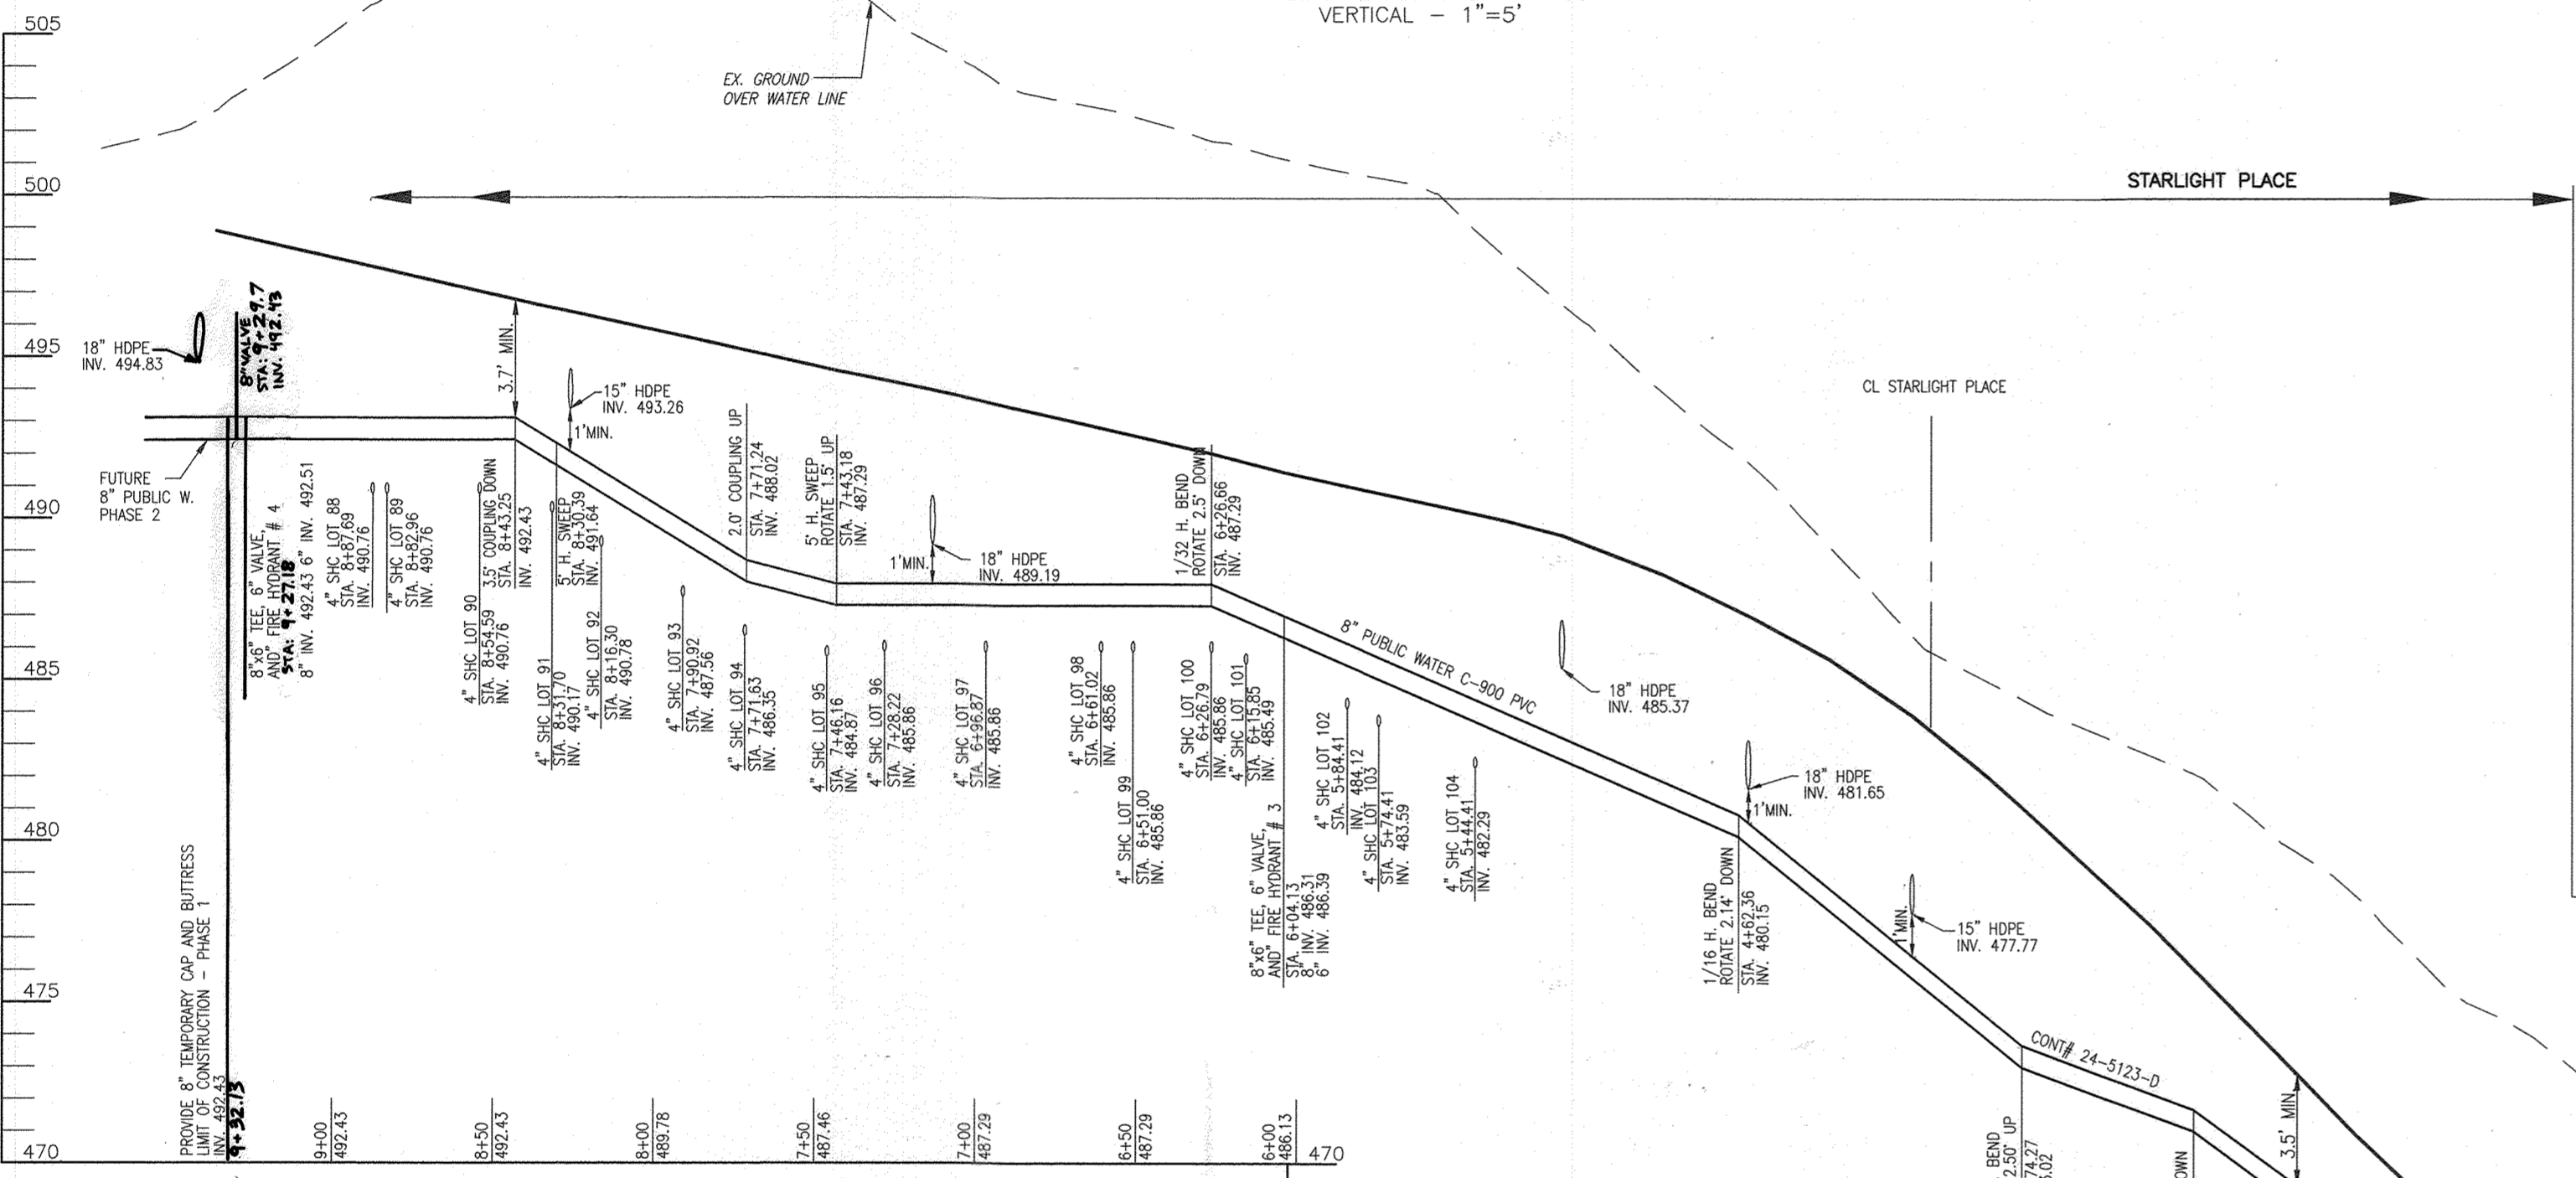 VERTICAL - 1"=5'
505
500
495
490
485
480
475
470
EX. GROUND
OVER WATER LINE
STARLIGHT PLACE
CL STARLIGHT PLACE
18" HDPE
INV. 494.83
8" VALVE
STA: 9+29.7
INV. 492.43
FUTURE
8" PUBLIC W.
PHASE 2
PROVIDE 8" TEMPORARY CAP AND BUTTRESS
LIMIT OF CONSTRUCTION - PHASE 1
INV. 492.43
9+32.13
8"x6" TEE, 6" VALVE,
AND" FIRE HYDRANT # 4
STA: 9+27.18
8" INV. 492.43 6" INV. 492.51
4" SHC LOT 88
STA. 8+87.69
INV. 490.76
4" SHC LOT 89
STA. 8+82.96
INV. 490.76
4" SHC LOT 90
STA. 8+54.59
INV. 490.76
3.7' MIN.
3.5° COUPLING DOWN
STA. 8+43.25
INV. 492.43
15" HDPE
INV. 493.26
1'MIN.
5° H. SWEEP
STA. 8+30.39
INV. 491.64
4" SHC LOT 91
STA. 8+31.70
INV. 490.17
4" SHC LOT 92
STA. 8+16.30
INV. 490.78
4" SHC LOT 93
STA. 7+90.92
INV. 487.56
2.0° COUPLING UP
STA. 7+71.24
INV. 488.02
4" SHC LOT 94
STA. 7+71.63
INV. 486.35
5° H. SWEEP
ROTATE 1.5° UP
STA. 7+43.18
INV. 487.29
4" SHC LOT 95
STA. 7+46.16
INV. 484.87
4" SHC LOT 96
STA. 7+28.22
INV. 485.86
1'MIN.
18" HDPE
INV. 489.19
4" SHC LOT 97
STA. 6+96.87
INV. 485.86
4" SHC LOT 98
STA. 6+61.02
INV. 485.86
4" SHC LOT 99
STA. 6+51.00
INV. 485.86
1/32 H. BEND
ROTATE 2.5° DOWN
STA. 6+26.66
INV. 487.29
4" SHC LOT 100
STA. 6+26.79
INV. 485.86
4" SHC LOT 101
STA. 6+15.85
INV. 485.49
8"x6" TEE, 6" VALVE,
AND" FIRE HYDRANT # 3
STA. 6+04.13
8" INV. 486.31
6" INV. 486.39
4" SHC LOT 102
STA. 5+84.41
INV. 484.12
4" SHC LOT 103
STA. 5+74.41
INV. 483.59
4" SHC LOT 104
STA. 5+44.41
INV. 482.29
8" PUBLIC WATER C-900 PVC
18" HDPE
INV. 485.37
18" HDPE
INV. 481.65
1'MIN.
1/16 H. BEND
ROTATE 2.14° DOWN
STA. 4+62.36
INV. 480.15
1'MIN.
15" HDPE
INV. 477.77
CONT# 24-5123-D
BEND
2.50° UP
74.27
OWN
3.5' MIN.
9+00
492.43
8+50
492.43
8+00
489.78
7+50
487.46
7+00
487.29
6+50
487.29
6+00
486.13
470